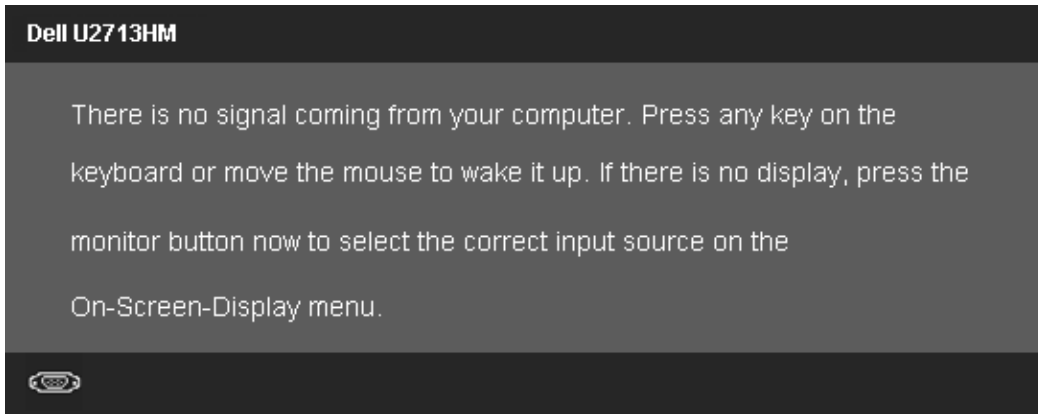 Dell U2713HM
There is no signal coming from your computer. Press any key on the
keyboard or move the mouse to wake it up. If there is no display, press the
monitor button now to select the correct input source on the
On-Screen-Display menu.